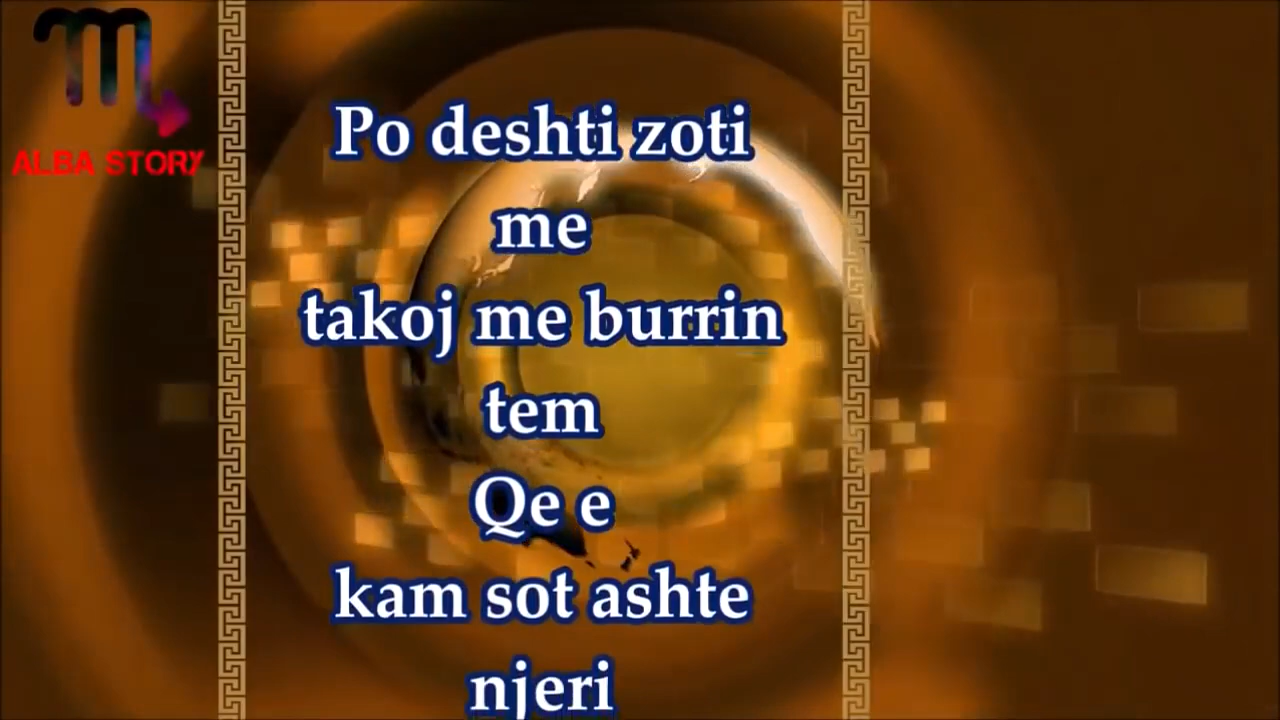 ALBA STORY
Po deshti zoti
me
takoj me burrin
tem
Qe e
kam sot ashte
njeri